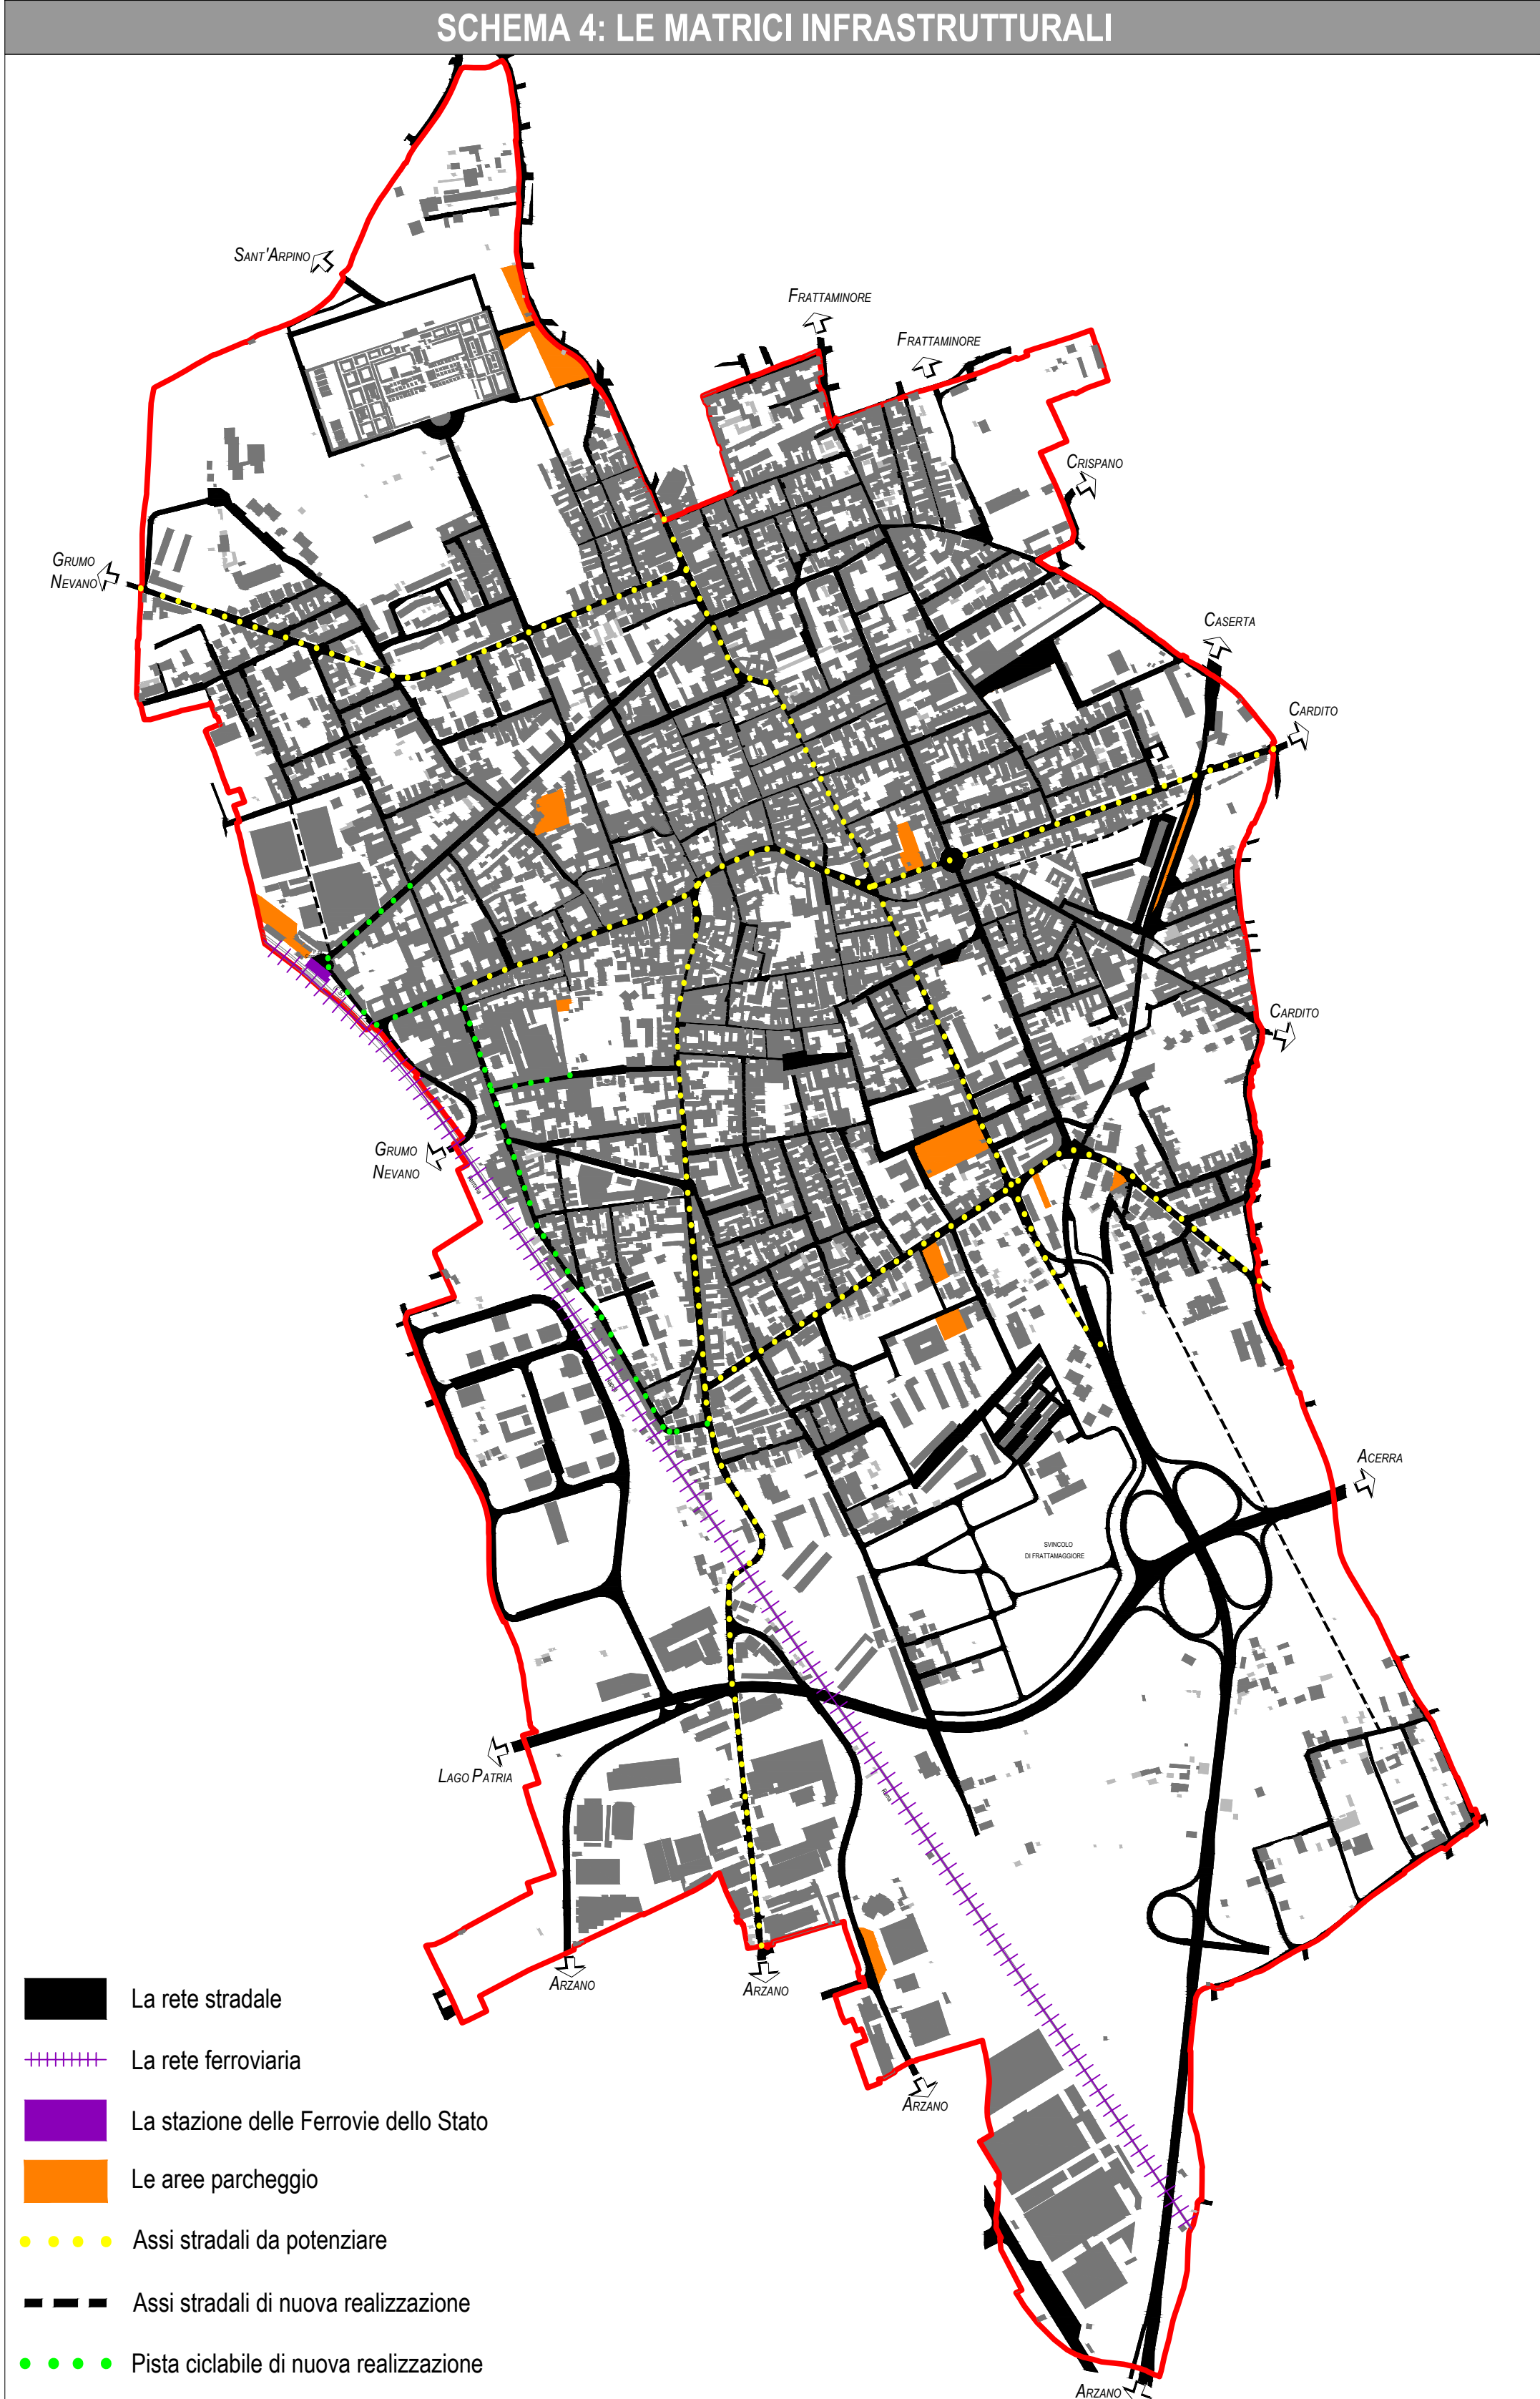 SCHEMA 4: LE MATRICI INFRASTRUTTURALI
SANT'ARPINO
FRATTAMINORE
FRATTAMINORE
CRISPANO
GRUMO
NEVANO
CASERTA
CARDITO
CARDITO
GRUMO
NEVANO
ACERRA
SVINCOLO
DI FRATTAMAGGIORE
LAGO PATRIA
ARZANO
ARZANO
ARZANO
ARZANO
La rete stradale
La rete ferroviaria
La stazione delle Ferrovie dello Stato
Le aree parcheggio
Assi stradali da potenziare
Assi stradali di nuova realizzazione
Pista ciclabile di nuova realizzazione